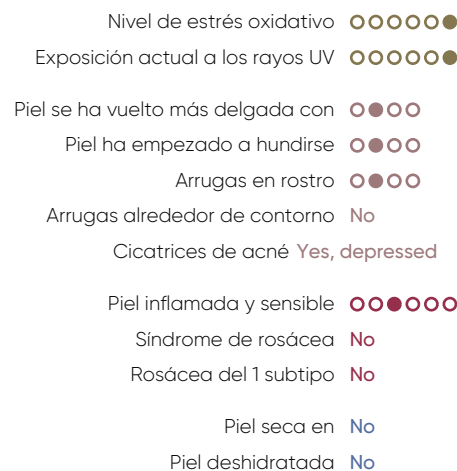 Nivel de estrés oxidativo
Exposición actual a los rayos UV
Piel se ha vuelto más delgada con
Piel ha empezado a hundirse
Arrugas en rostro
Arrugas alrededor de contorno No
Cicatrices de acné Yes, depressed
Piel inflamada y sensible
Síndrome de rosácea No
Rosácea del 1 subtipo No
Piel seca en No
Piel deshidratada No